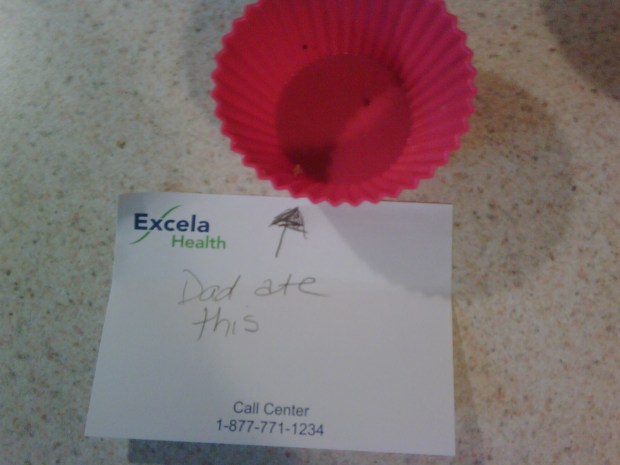 Excela
Health
Dad ate
this
Call Center
1-877-771-1234